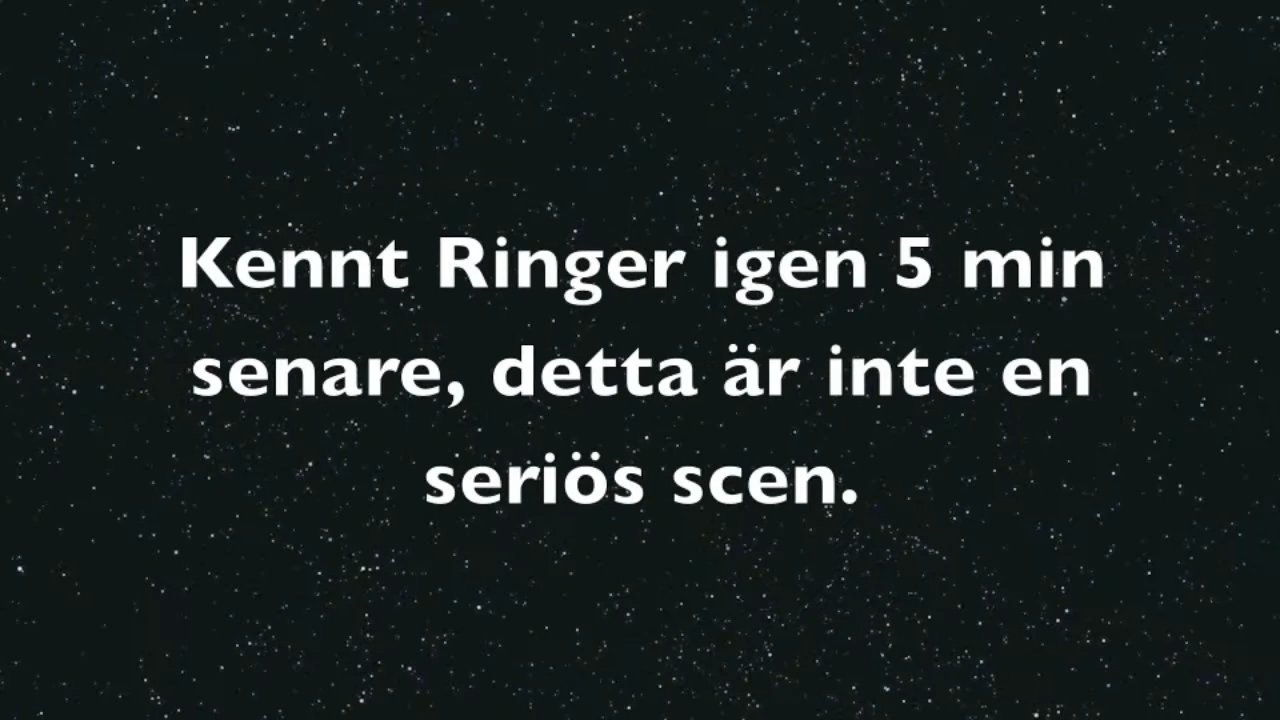 Kennt Ringer igen 5 min
senare, detta är inte en
seriös scen.